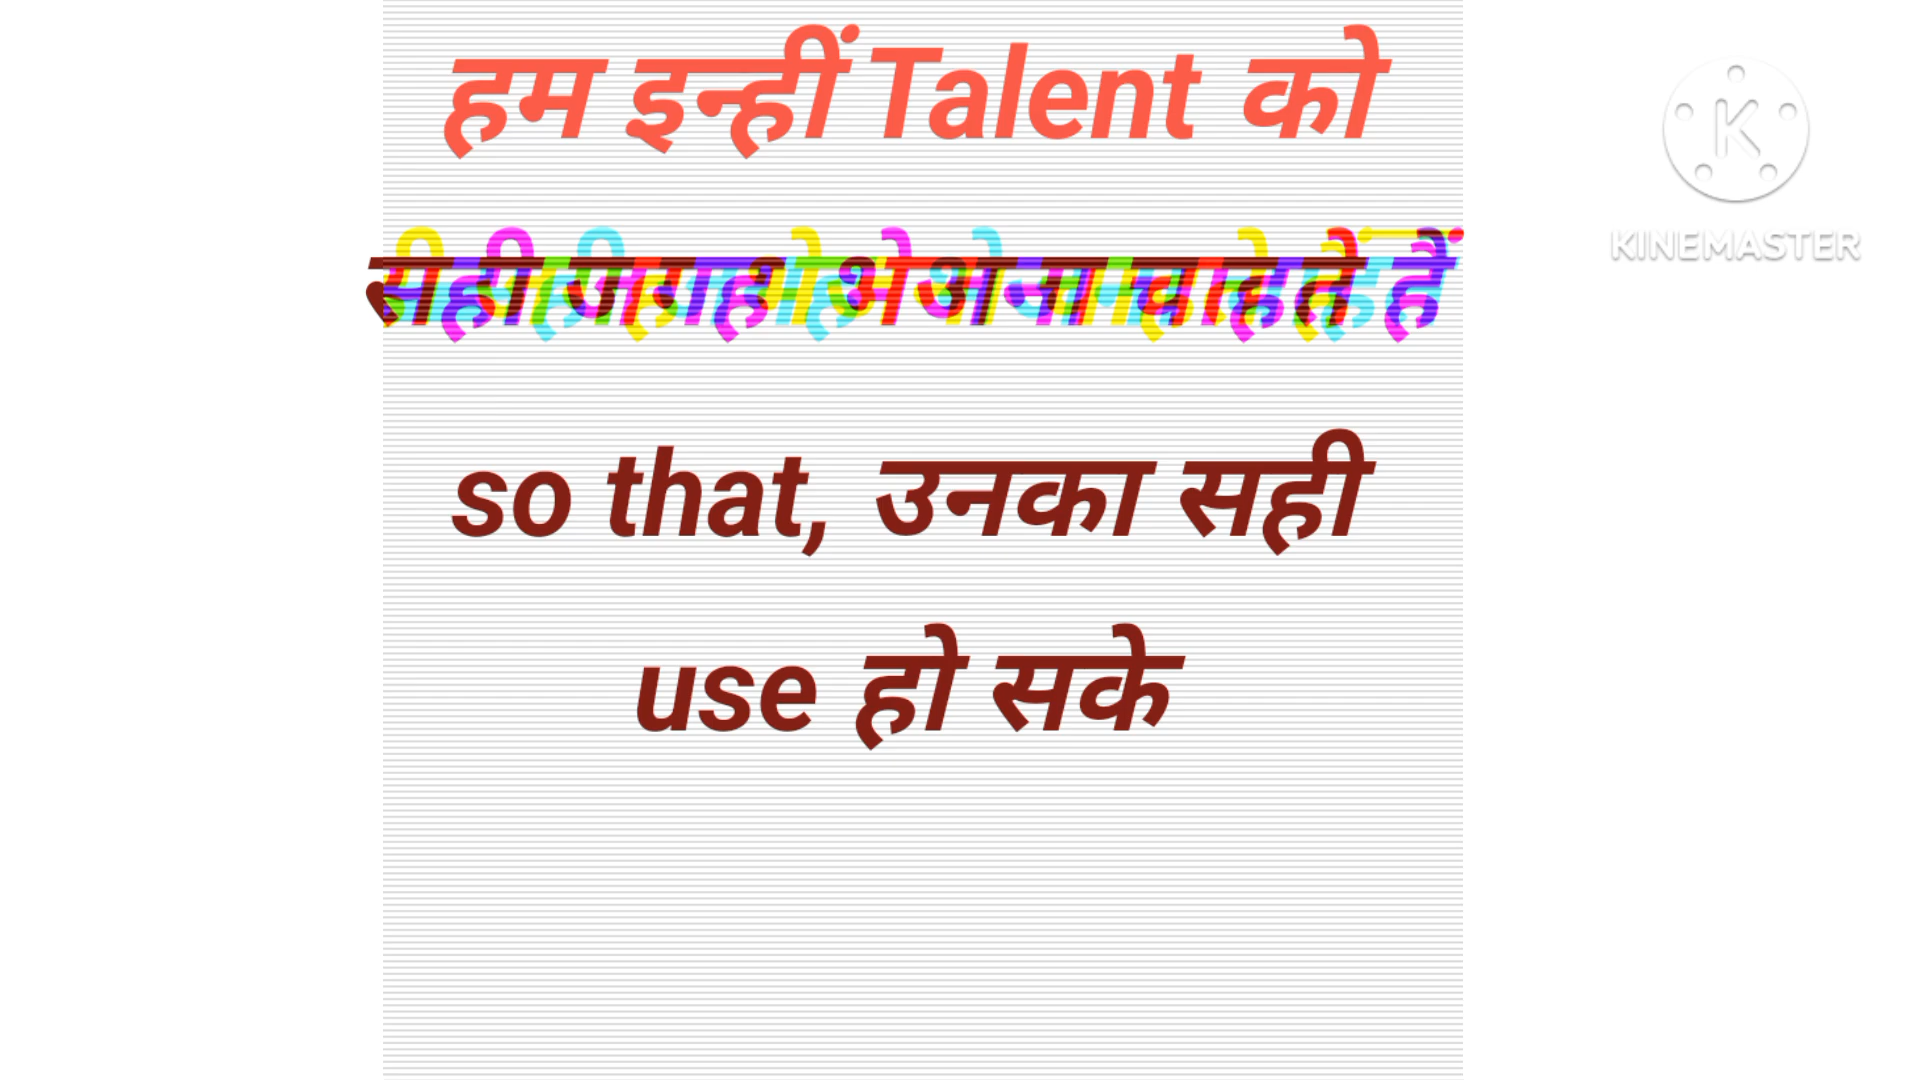 हम इन्हीं Talent को
सही जगह भेजना चाहते हैं
so that, उनका सही
use हो सके
K
KINEMASTER